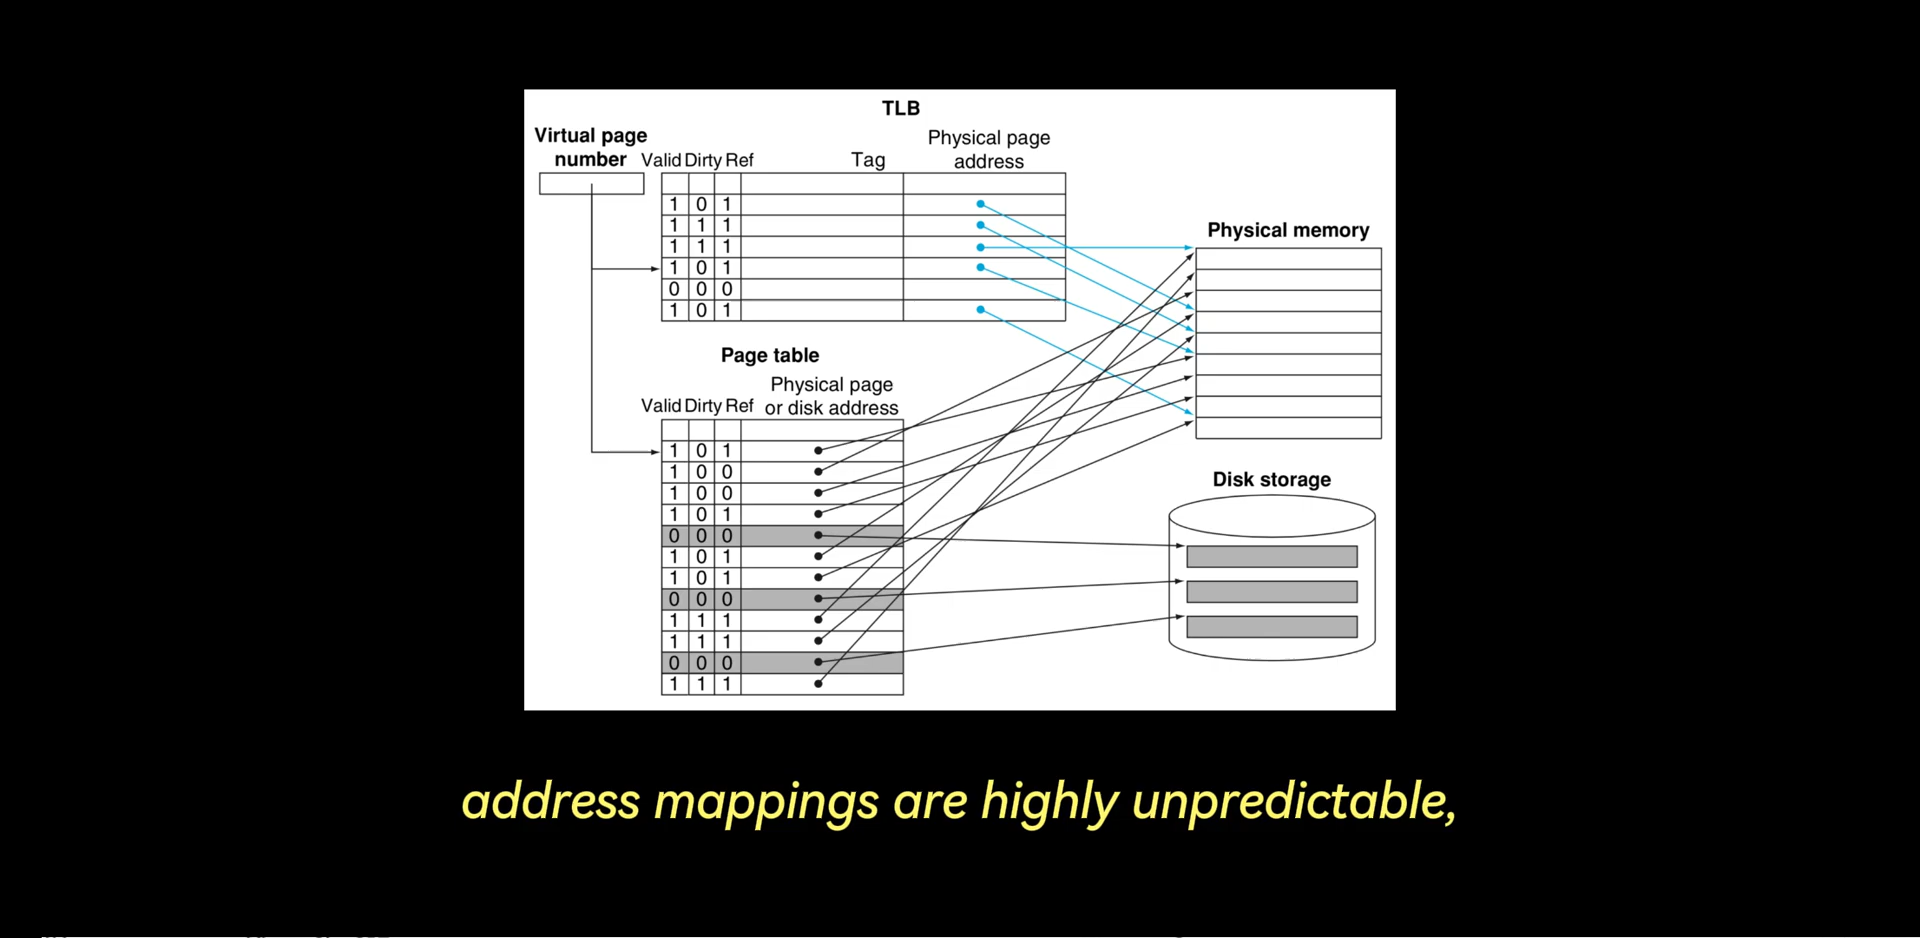 TLB
Virtual page
number
Valid Dirty Ref
Tag
Physical page
address
1 0 1
1 1 1
1 1 1
1 0 1
0 0 0
1 0 1
Physical memory
Page table
Physical page
or disk address
Valid Dirty Ref
1 0 1
1 0 0
1 0 0
1 0 1
0 0 0
1 0 1
1 0 1
0 0 0
1 1 1
1 1 1
0 0 0
1 1 1
Disk storage
address mappings are highly unpredictable,